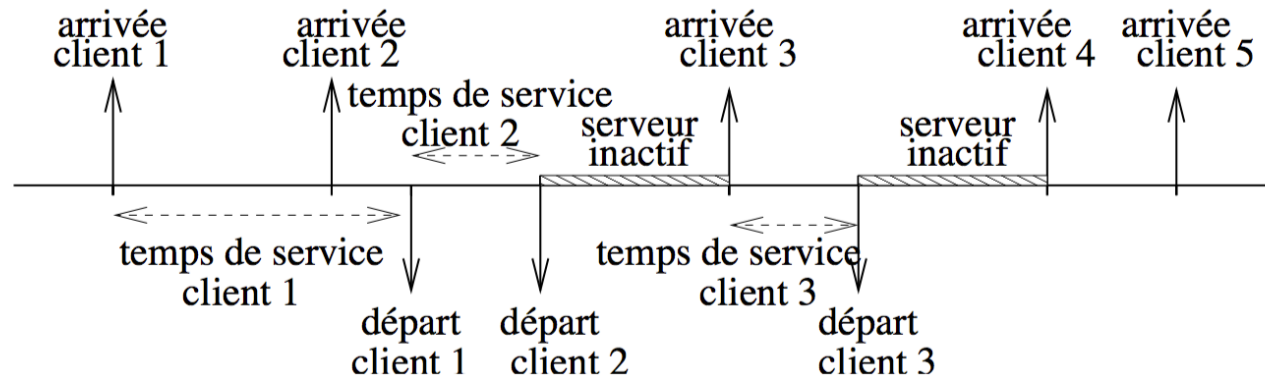 arrivée
client 1
arrivée
client 2
arrivée
client 3
arrivée
client 4
arrivée
client 5
temps de service
client 2
serveur
inactif
serveur
inactif
temps de service
client 1
temps de service
client 3
départ
client 1
départ
client 2
départ
client 3